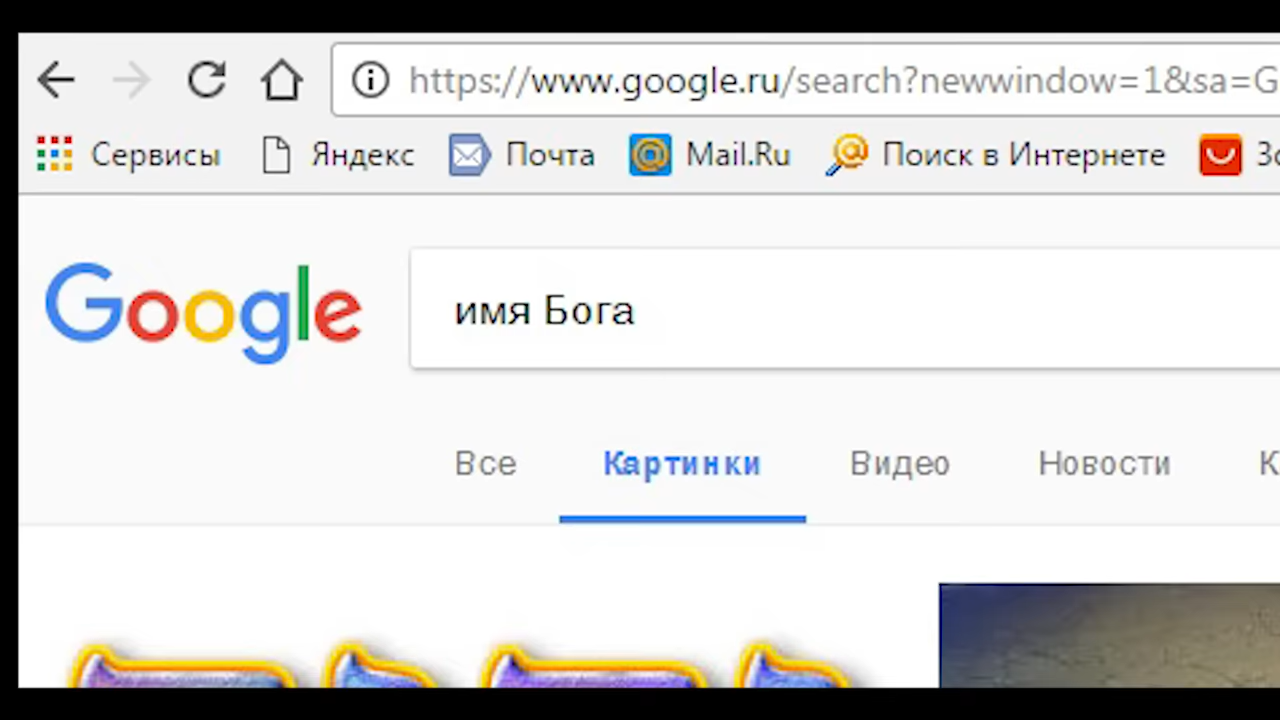 https://www.google.ru/search?newwindow=1&sa=G
Сервисы Яндекс Почта Mail.Ru Поиск в Интернете
Google имя Бога
Все Картинки Видео Новости